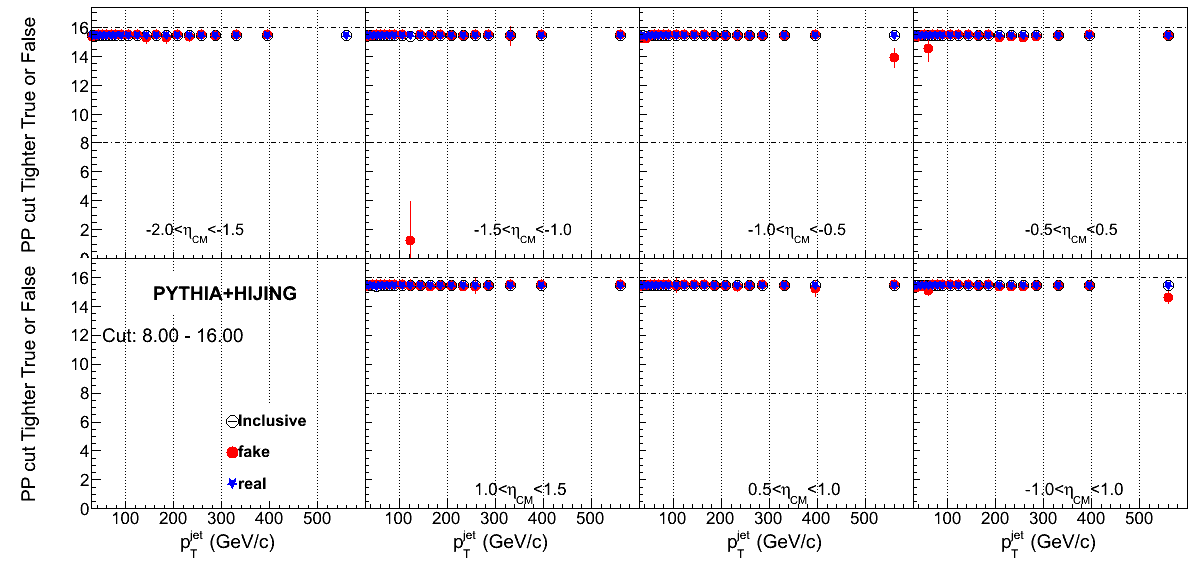 PP cut Tighter True or False
16
14
12
10
8
6
4
2
0
-2.0<η_CM<-1.5
-1.5<η_CM<-1.0
-1.0<η_CM<-0.5
-0.5<η_CM<0.5
PP cut Tighter True or False
16
14
12
10
8
6
4
2
0
PYTHIA+HIJING
Cut: 8.00 - 16.00
Inclusive
fake
real
1.0<η_CM<1.5
0.5<η_CM<1.0
-1.0<η_CM<1.0
100 200 300 400 500
100 200 300 400 500
100 200 300 400 500
100 200 300 400 500
p_T^jet (GeV/c)
p_T^jet (GeV/c)
p_T^jet (GeV/c)
p_T^jet (GeV/c)